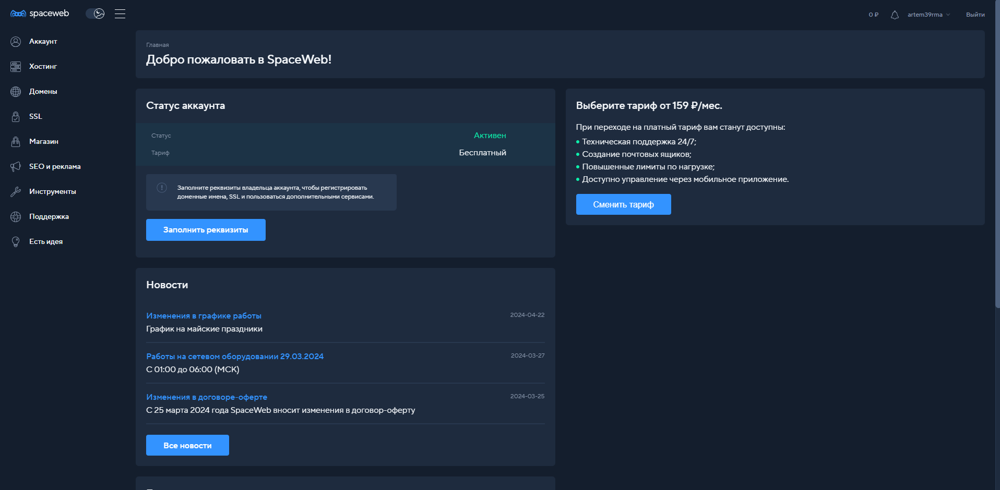 spaceweb
0 ₽
artem39rma
Выйти
Аккаунт
Хостинг
Домены
SSL
Магазин
SEO и реклама
Инструменты
Поддержка
Есть идея
Главная
Добро пожаловать в SpaceWeb!
Статус аккаунта
Статус
Активен
Тариф
Бесплатный
Заполните реквизиты владельца аккаунта, чтобы регистрировать
доменные имена, SSL и пользоваться дополнительными сервисами.
Заполнить реквизиты
Выберите тариф от 159 ₽/мес.
При переходе на платный тариф вам станут доступны:
• Техническая поддержка 24/7;
• Создание почтовых ящиков;
• Повышенные лимиты по нагрузке;
• Доступно управление через мобильное приложение.
Сменить тариф
Новости
Изменения в графике работы
2024-04-22
График на майские праздники
Работы на сетевом оборудовании 29.03.2024
2024-03-27
С 01:00 до 06:00 (МСК)
Изменения в договоре-оферте
2024-03-25
С 25 марта 2024 года SpaceWeb вносит изменения в договор-оферту
Все новости